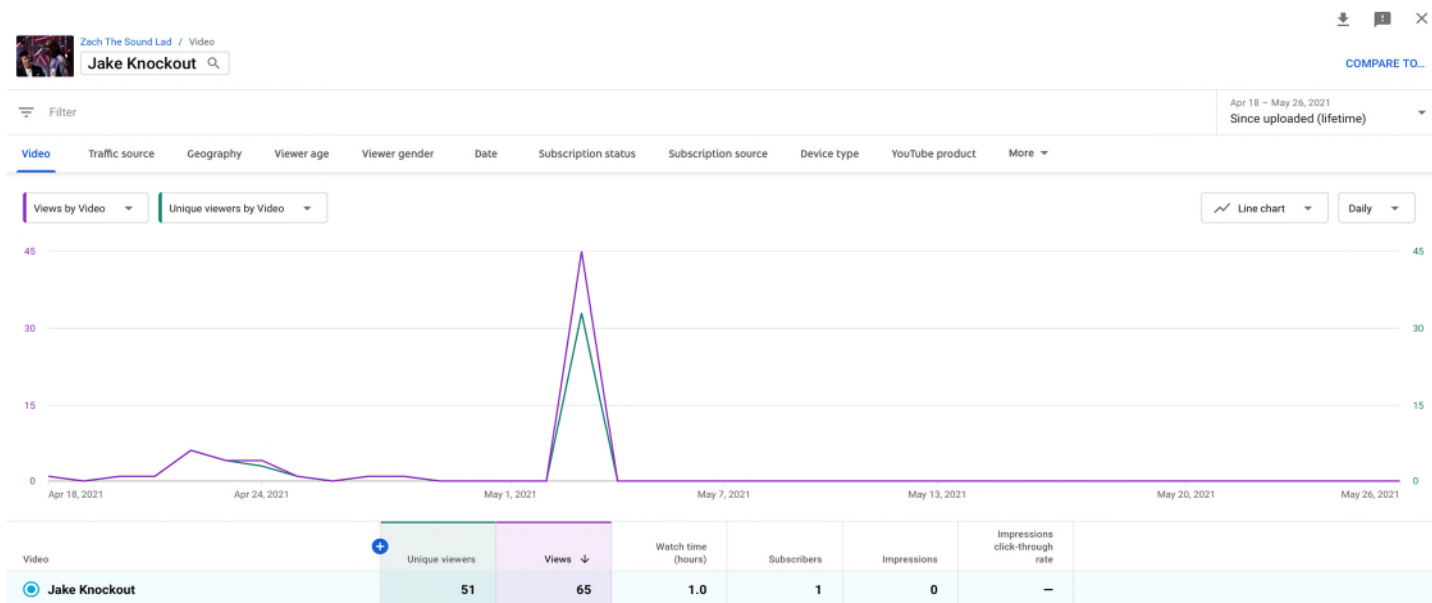 Zach The Sound Lad / Video
Jake Knockout
COMPARE TO...
Filter
Apr 18 – May 26, 2021
Since uploaded (lifetime)
Video Traffic source Geography Viewer age Viewer gender Date Subscription status Subscription source Device type YouTube product More
Views by Video Unique viewers by Video Line chart Daily
45 45
30 30
15 15
0 0
Apr 18, 2021 Apr 24, 2021 May 1, 2021 May 7, 2021 May 13, 2021 May 20, 2021 May 26, 2021
Video Unique viewers Views Watch time (hours) Subscribers Impressions Impressions click-through rate
Jake Knockout 51 65 1.0 1 0 –